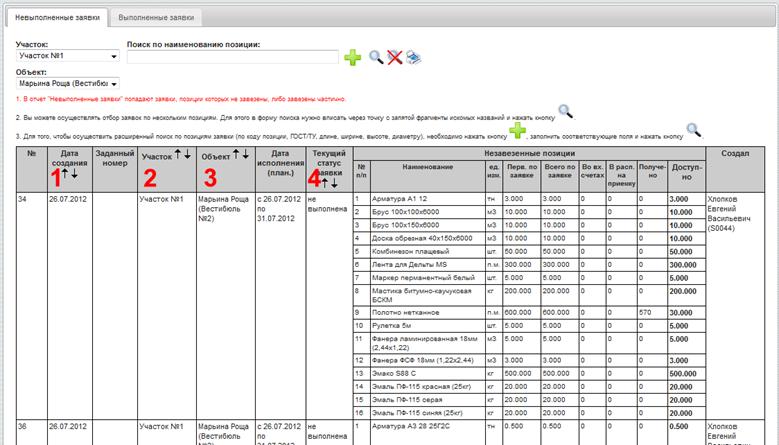 Невыполненные заявки Выполненные заявки
Участок: Поиск по наименованию позиции:
Участок №1
Объект:
Марьина Роща (Вестибюл
1. В отчет "Невыполненные заявки" попадают заявки, позиции которых не завезены, либо завезены частично.
2. Вы можете осуществлять отбор заявок по нескольким позициям. Для этого в форму поиска нужно вписать через точку с запятой фрагменты искомых названий и нажать кнопку .
3. Для того, чтобы осуществить расширенный поиск по позициям заявки (по коду позиции, ГОСТ/ТУ, длине, ширине, высоте, диаметру), необходимо нажать кнопку , заполнить соответствующие поля и нажать кнопку .
№ Дата создания Заданный номер Участок Объект Дата исполнения (план.) Текущий статус заявки Незавезенные позиции Создал
1 2 3 4
№ п/п Наименование ед. изм. Перв. по заявке Всего по заявке Во вх. счетах В расп. на приемку Получе-но Доступ-но
34 26.07.2012 Участок №1 Марьина Роща (Вестибюль №2) с 26.07.2012 по 31.07.2012 не выполнена Хлопков Евгений Васильевич (S0044)
1 Арматура А1 12 тн 3.000 3.000 0 0 0 3.000
2 Брус 100х100х6000 м3 10.000 10.000 0 0 0 10.000
3 Брус 100х150х6000 м3 10.000 10.000 0 0 0 10.000
4 Доска обрезная 40х150х6000 м3 10.000 10.000 0 0 0 10.000
5 Комбинезон плащевый шт. 50.000 50.000 0 0 0 50.000
6 Лента для Дельты MS п.м. 300.000 300.000 0 0 0 300.000
7 Маркер перманентный белый шт. 5.000 5.000 0 0 0 5.000
8 Мастика битумно-каучуковая БСКМ кг 200.000 200.000 0 0 0 200.000
9 Полотно нетканное п.м. 600.000 600.000 0 0 570 30.000
10 Рулетка 5м шт. 5.000 5.000 0 0 0 5.000
11 Фанера ламинированная 18мм (2,44х1,22) м3 5.000 5.000 0 0 0 5.000
12 Фанера ФСФ 18мм (1,22х2,44) м3 3.000 3.000 0 0 0 3.000
13 Эмако S88 C кг 500.000 500.000 0 0 0 500.000
14 Эмаль ПФ-115 красная (25кг) кг 20.000 20.000 0 0 0 20.000
15 Эмаль ПФ-115 серая кг 20.000 20.000 0 0 0 20.000
16 Эмаль ПФ-115 синяя (25кг) кг 20.000 20.000 0 0 0 20.000
36 26.07.2012 Участок №1 Марьина Роща (Вестибюль с 26.07.2012 по не выполнена 1 Арматура А3 28 25Г2С тн 0.500 0.500 0 0 0 0.500 Хлопков Евгений